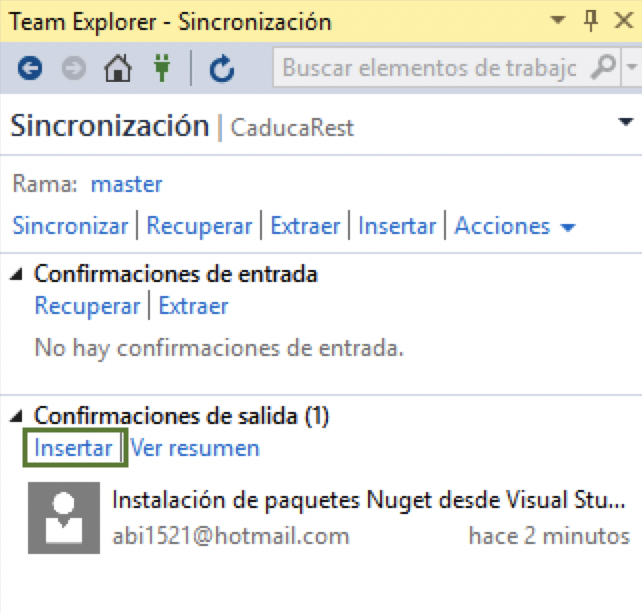 Team Explorer - Sincronización
Buscar elementos de trabajc
Sincronización | CaducaRest
Rama: master
Sincronizar | Recuperar | Extraer | Insertar | Acciones
Confirmaciones de entrada
Recuperar | Extraer
No hay confirmaciones de entrada.
Confirmaciones de salida (1)
Insertar | Ver resumen
Instalación de paquetes Nuget desde Visual Stu...
abi1521@hotmail.com hace 2 minutos